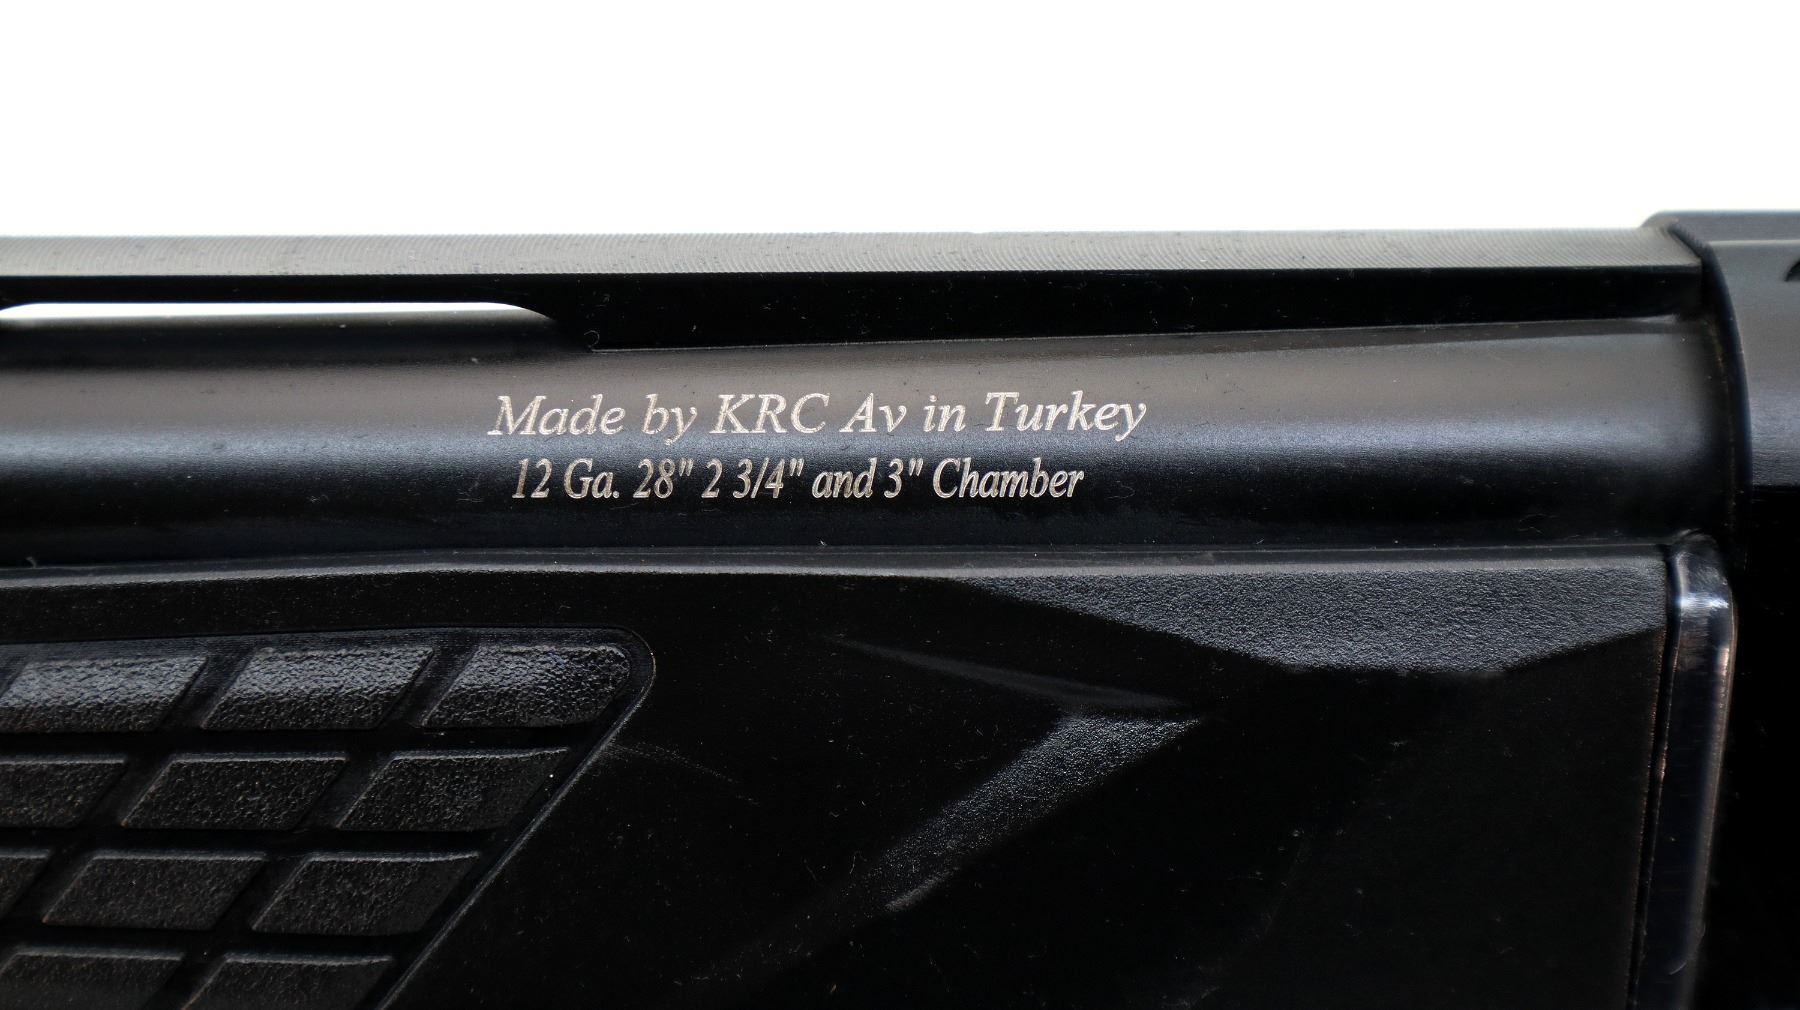 Made by KRC Av in Turkey
12 Ga. 28" 2 3/4" and 3" Chamber